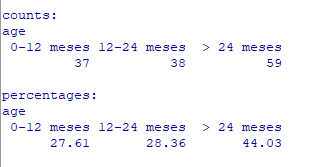 counts:
age
0-12 meses 12-24 meses > 24 meses
37 38 59
percentages:
age
0-12 meses 12-24 meses > 24 meses
27.61 28.36 44.03